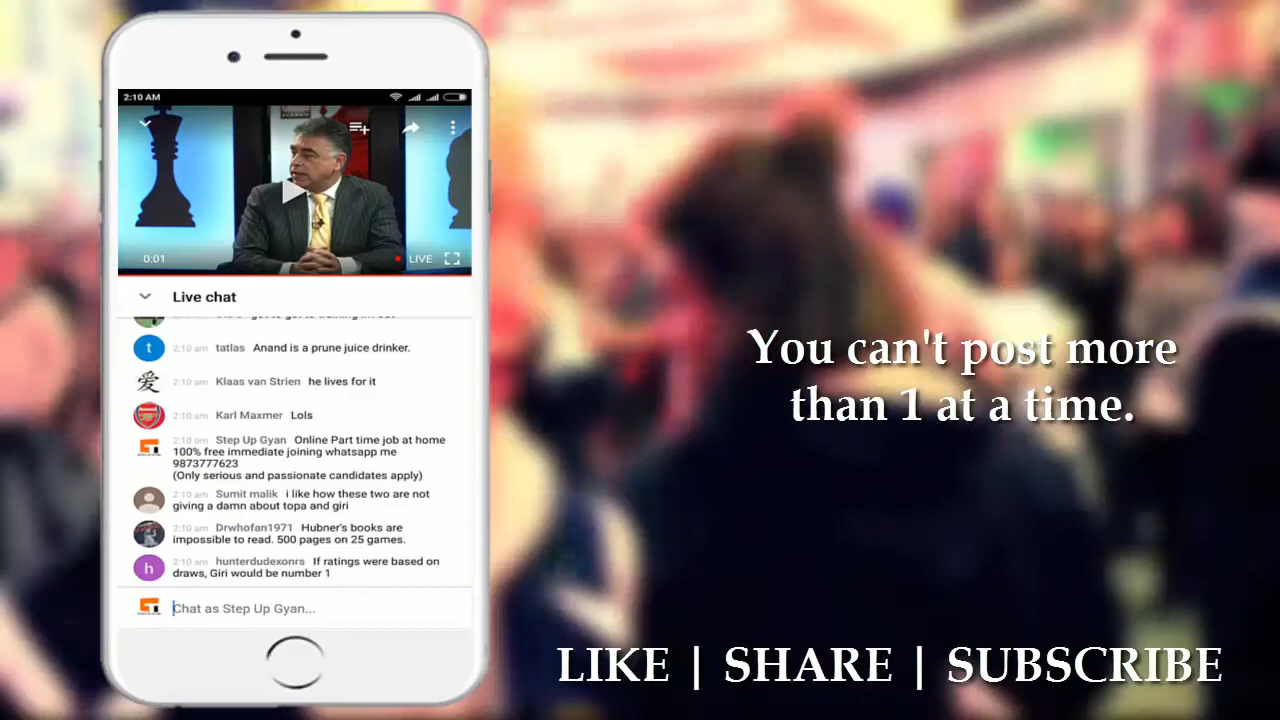 2:10 AM
0:01
LIVE
Live chat
2:10 am tatlas Anand is a prune juice drinker.
2:10 am Klaas van Strien he lives for it
爱
2:10 am Karl Maxmer Lols
2:10 am Step Up Gyan Online Part time job at home
100% free immediate joining whatsapp me
9873777623
(Only serious and passionate candidates apply)
2:10 am Sumit malik i like how these two are not
giving a damn about topa and giri
2:10 am Drwhofan1971 Hubner's books are
impossible to read. 500 pages on 25 games.
2:10 am hunterdudexonrs If ratings were based on
draws, Giri would be number 1
Chat as Step Up Gyan...
t
h
You can't post more
than 1 at a time.
LIKE | SHARE | SUBSCRIBE